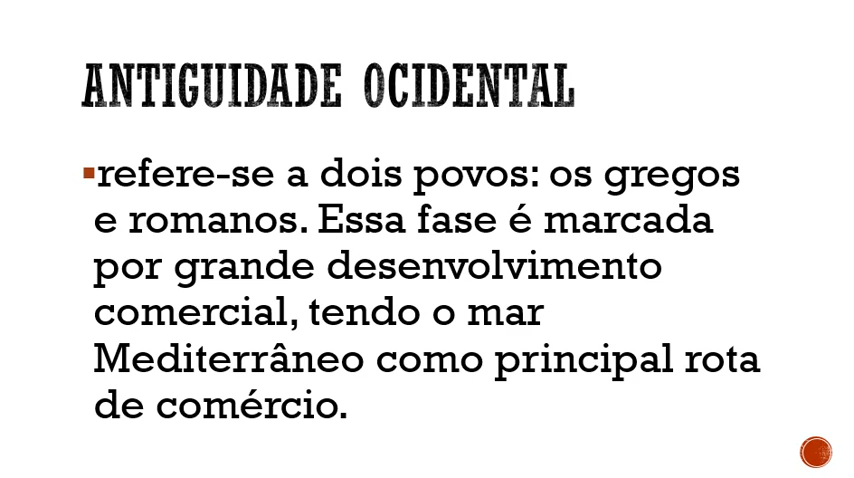 ANTIGUIDADE OCIDENTAL
▪refere-se a dois povos: os gregos
e romanos. Essa fase é marcada
por grande desenvolvimento
comercial, tendo o mar
Mediterrâneo como principal rota
de comércio.